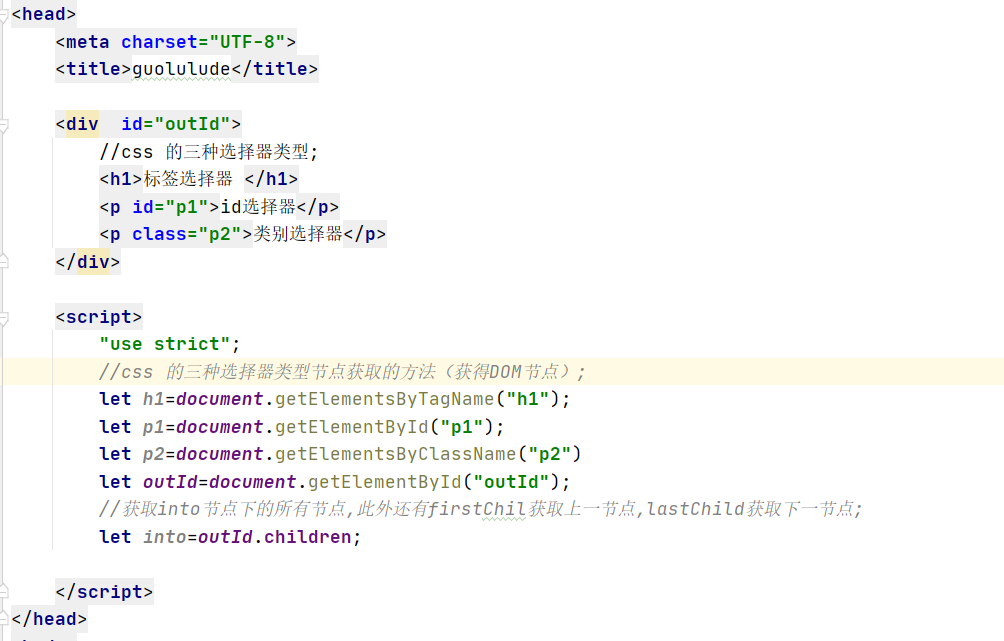 <head>
<meta charset="UTF-8">
<title>guolulude</title>
<div  id="outId">
//css 的三种选择器类型;
<h1>标签选择器 </h1>
<p id="p1">id选择器</p>
<p class="p2">类别选择器</p>
</div>
<script>
"use strict";
//css 的三种选择器类型节点获取的方法（获得DOM节点）;
let h1=document.getElementsByTagName("h1");
let p1=document.getElementById("p1");
let p2=document.getElementsByClassName("p2")
let outId=document.getElementById("outId");
//获取into节点下的所有节点,此外还有firstChil获取上一节点,lastChild获取下一节点;
let into=outId.children;
</script>
</head>